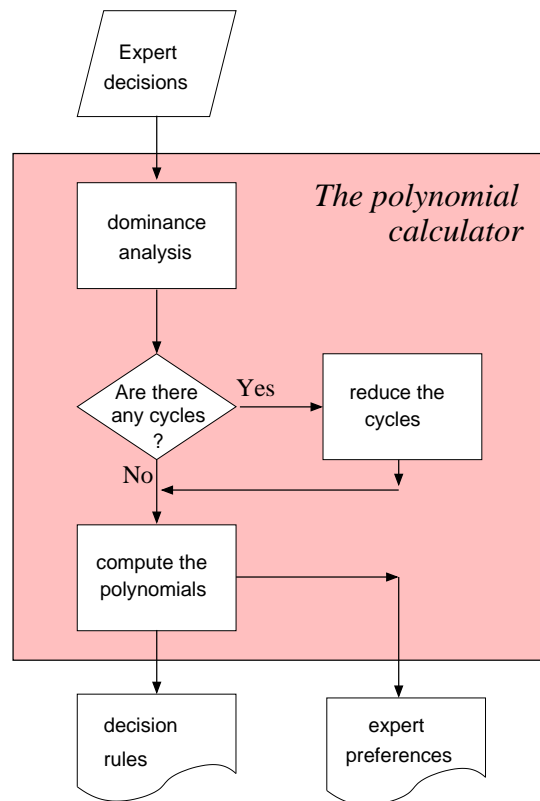 Expert
decisions
The polynomial
calculator
dominance
analysis
Are there
any cycles
?
Yes
reduce the
cycles
No
compute the
polynomials
decision
rules
expert
preferences